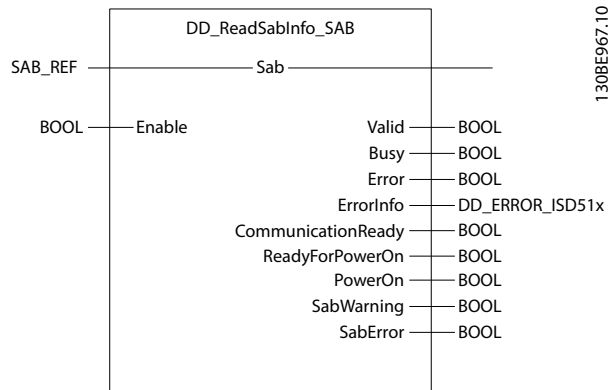 DD_ReadSabInfo_SAB
130BE967.10
SAB_REF Sab
BOOL Enable Valid BOOL
Busy BOOL
Error BOOL
ErrorInfo DD_ERROR_ISD51x
CommunicationReady BOOL
ReadyForPowerOn BOOL
PowerOn BOOL
SabWarning BOOL
SabError BOOL